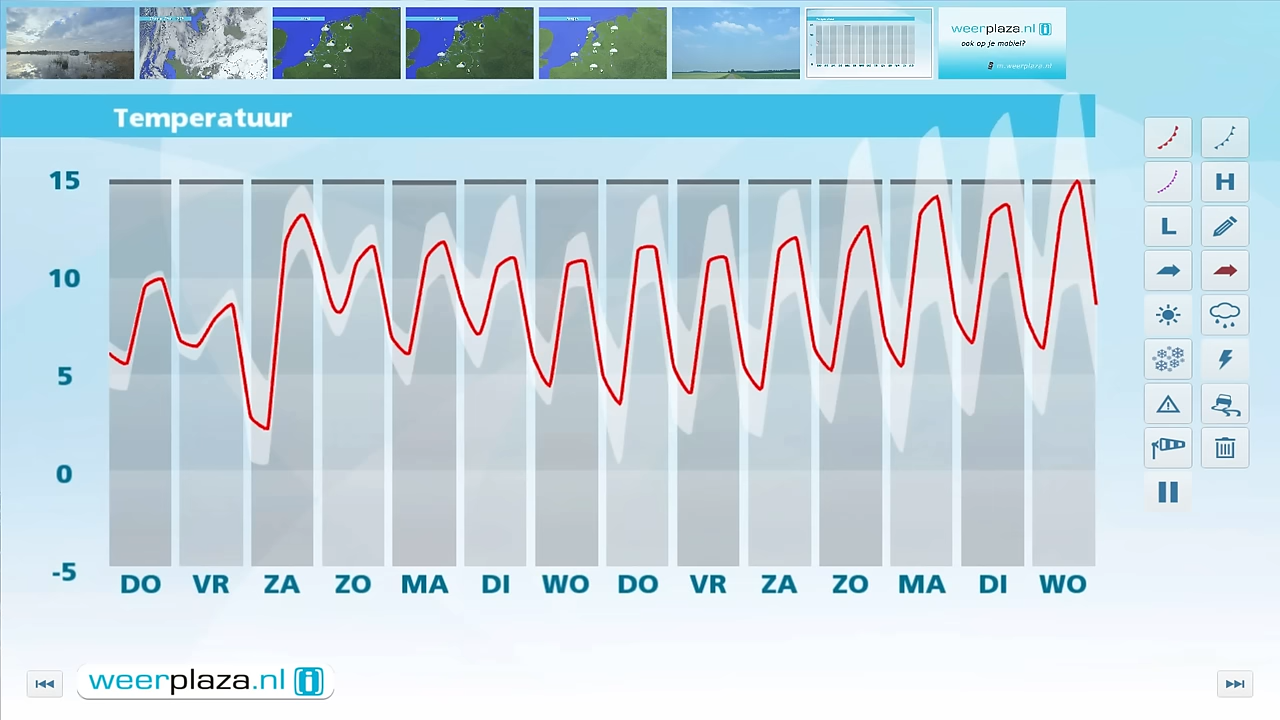 weerplaza.nl
ook op je mobiel?
m.weerplaza.nl
Temperatuur
15
10
5
0
-5
DO VR ZA ZO MA DI WO DO VR ZA ZO MA DI WO
H
L
weerplaza.nl